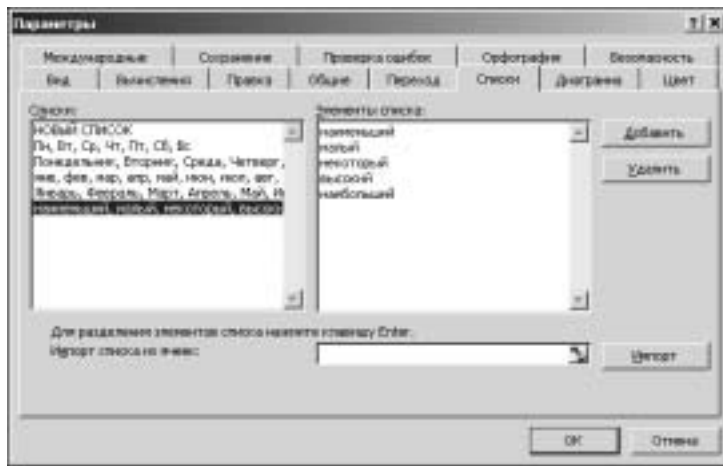 Параметры
Международные Сохранение Проверка ошибок Орфография Безопасность
Вид Вычисления Правка Общие Переход Списки Диаграмма Цвет
Списки: Элементы списка:
НОВЫЙ СПИСОК
Пн, Вт, Ср, Чт, Пт, Сб, Вс
Понедельник, Вторник, Среда, Четверг,
янв, фев, мар, апр, май, июн, июл, авг,
Январь, Февраль, Март, Апрель, Май, Ию
наименьший, малый, некоторый, высоки
наименьший
малый
некоторый
высокий
наибольший
Добавить
Удалить
Для разделения элементов списка нажмите клавишу Enter.
Импорт списка из ячеек:
Импорт
ОК Отмена